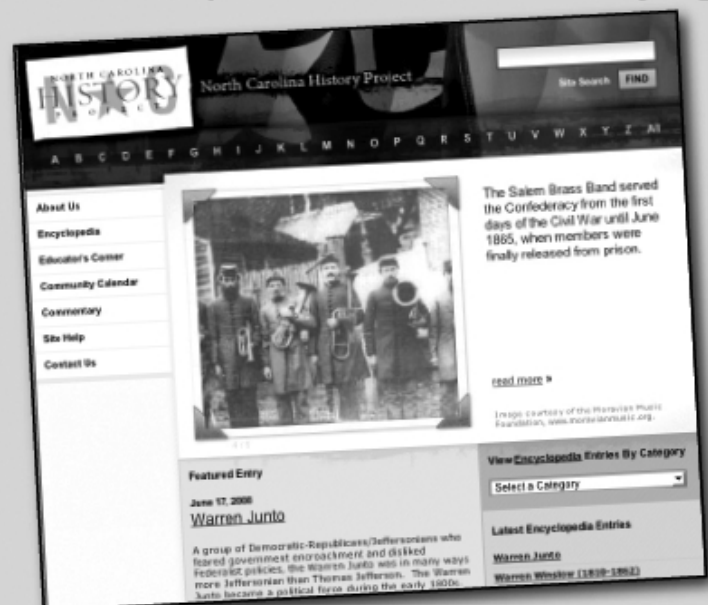 NORTH CAROLINA
HISTORY
PROJECT
North Carolina History Project
Site Search FIND
A B C D E F G H I J K L M N O P Q R S T U V W X Y Z All
About Us
Encyclopedia
Educator's Corner
Community Calendar
Commentary
Site Help
Contact Us
The Salem Brass Band served
the Confederacy from the first
days of the Civil War until June
1865, when members were
finally released from prison.
read more »
Image courtesy of the Moravian Music
Foundation, www.moravianmusic.org.
Featured Entry
June 17, 2008
Warren Junto
A group of Democratic-Republicans/Jeffersonians who
feared government encroachment and disliked
Federalist policies, the Warren Junto was in many ways
more Jeffersonian than Thomas Jefferson. The Warren
Junto became a political force during the early 1800s.
View Encyclopedia Entries By Category
Select a Category
Latest Encyclopedia Entries
Warren Junto
Warren Winslow (1810-1862)